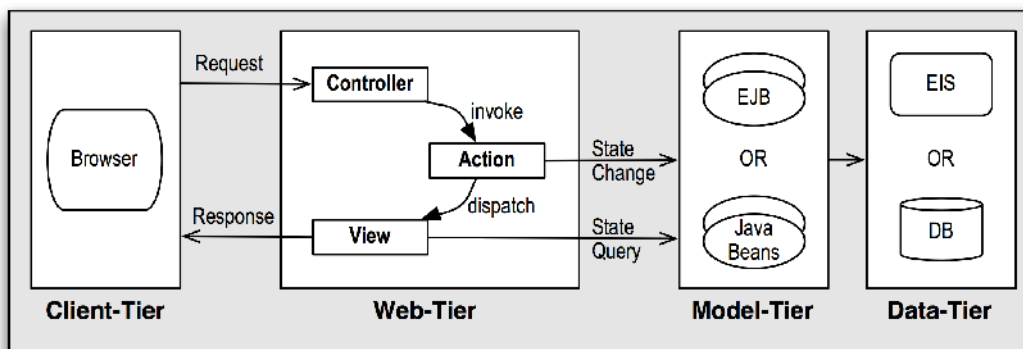 Request
Controller
EJB
EIS
invoke
Browser
Action
State
Change
OR
OR
dispatch
Response
View
State
Query
Java
Beans
DB
Client-Tier
Web-Tier
Model-Tier
Data-Tier